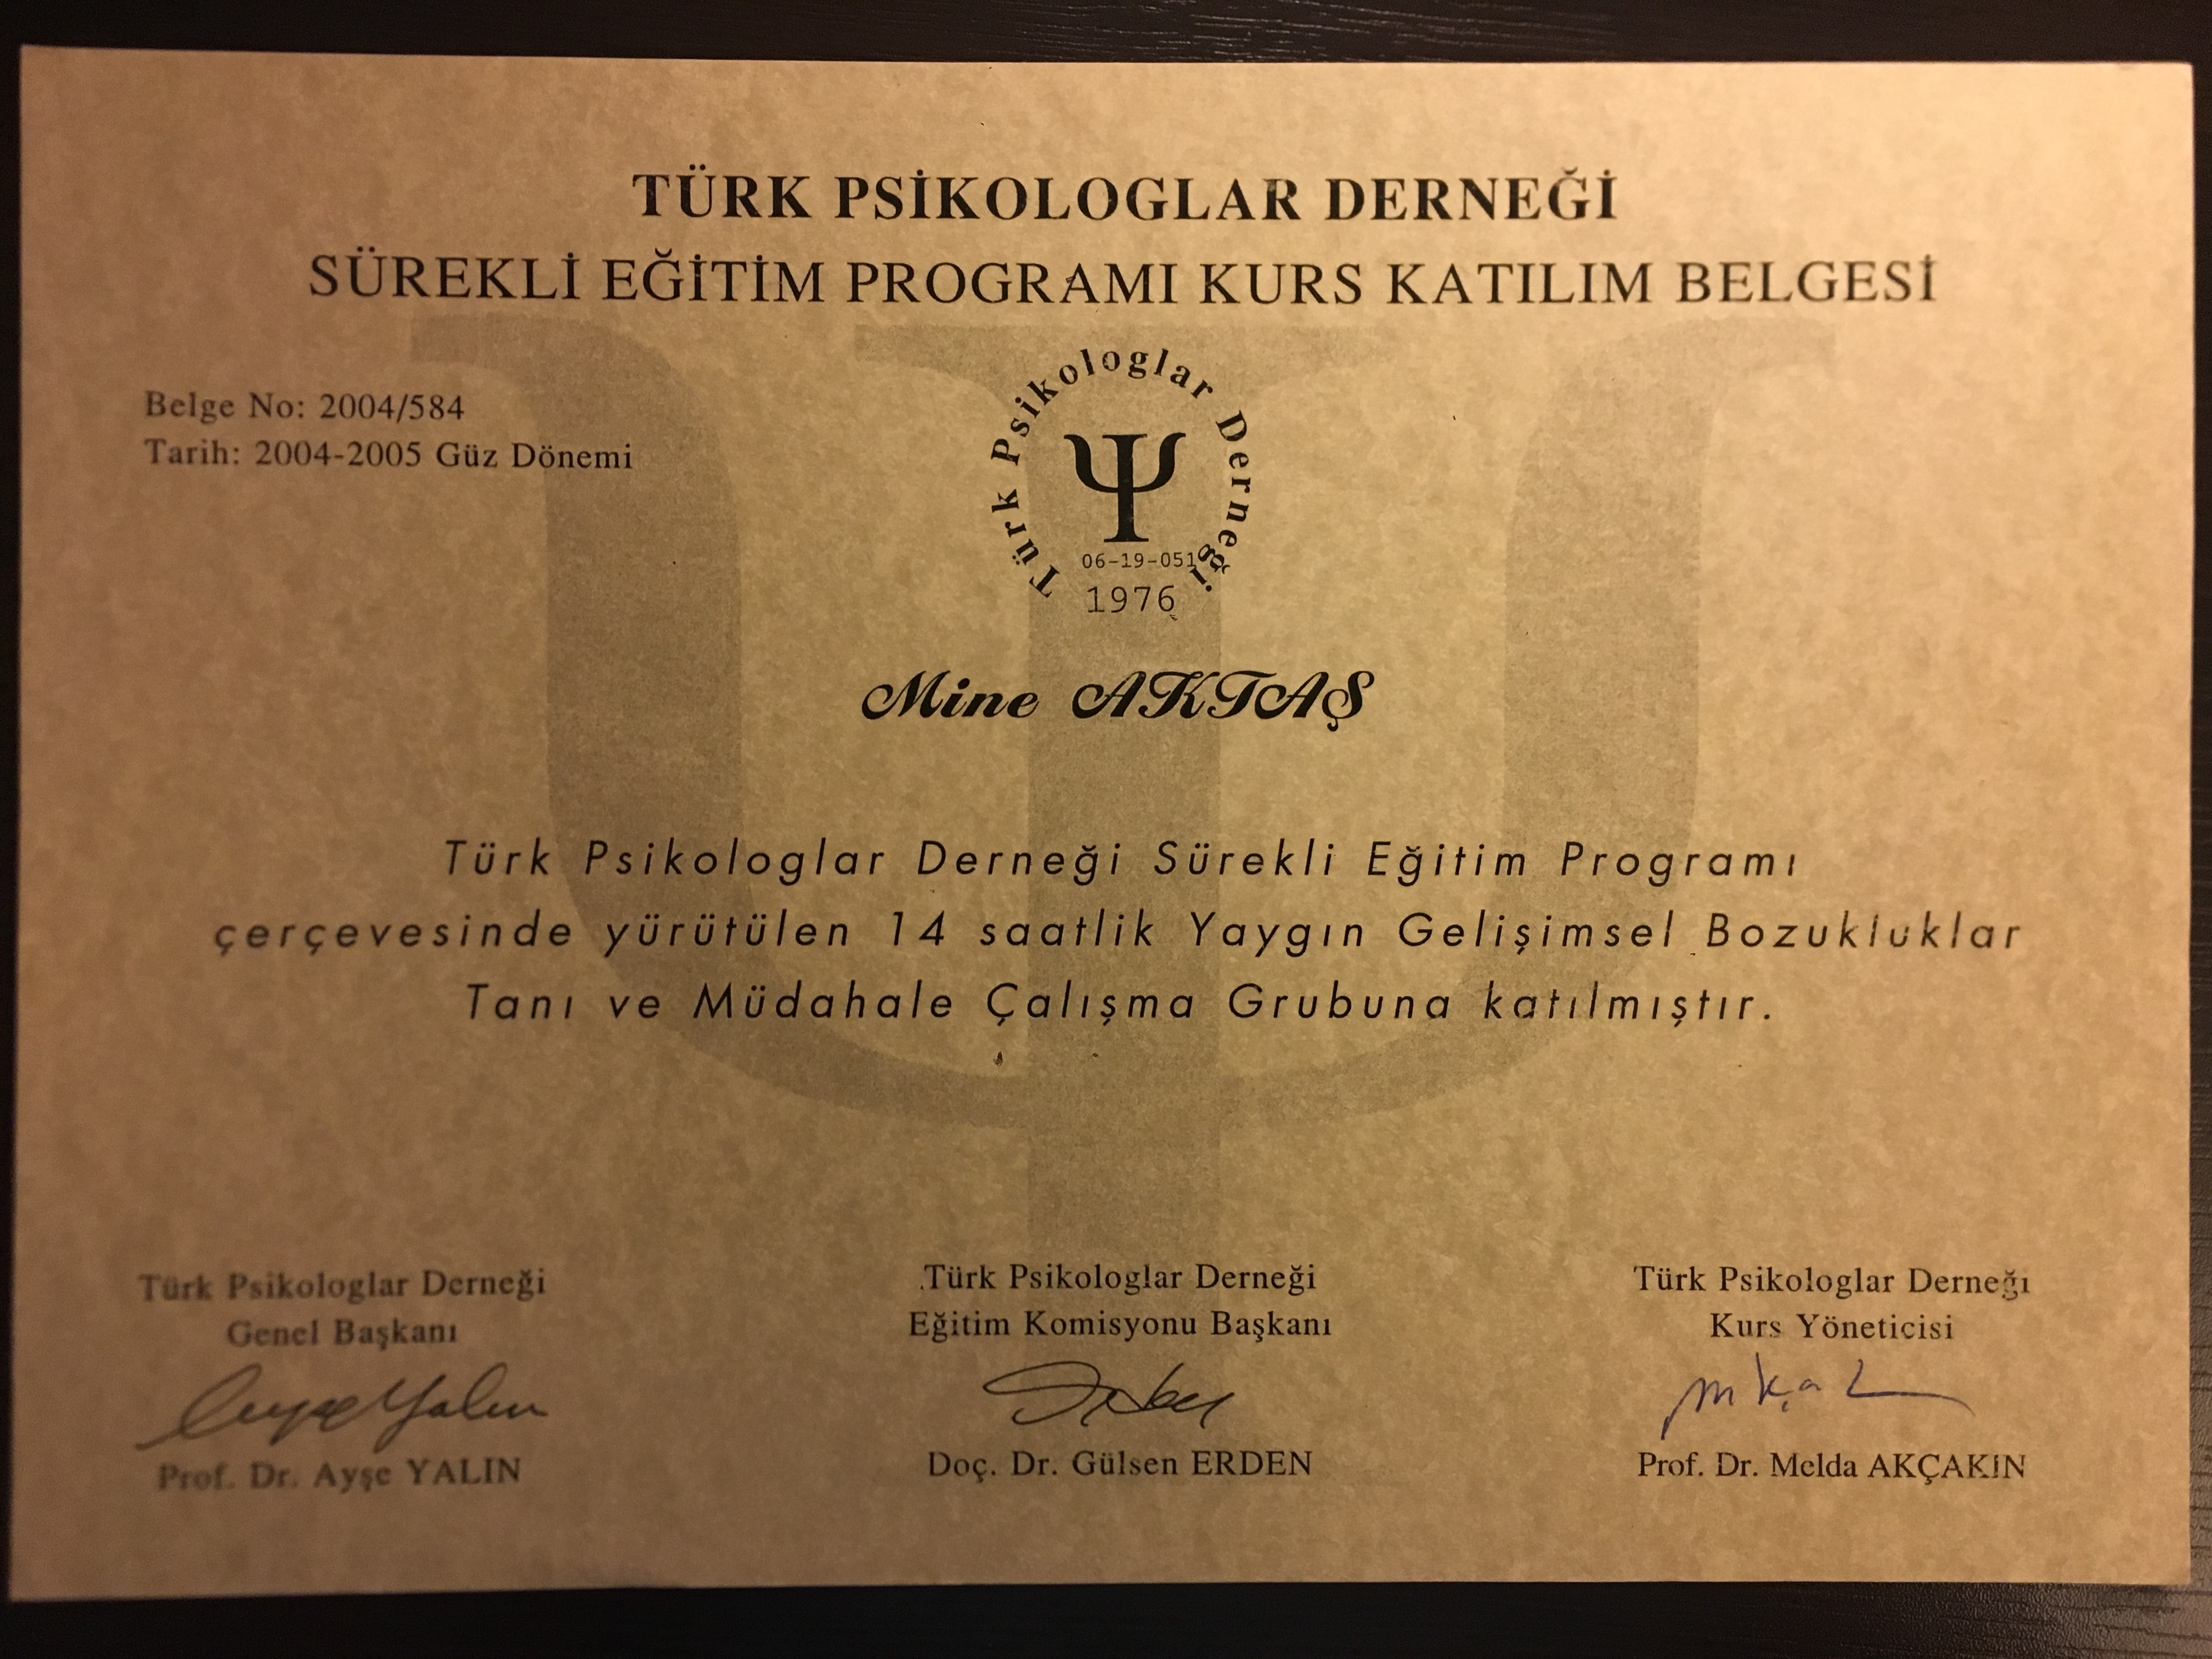 TÜRK PSİKOLOGLAR DERNEĞİ
SÜREKLİ EĞİTİM PROGRAMI KURS KATILIM BELGESİ
Belge No: 2004/584
Tarih: 2004-2005 Güz Dönemi
Türk Psikologlar Derneği
Ψ
06-19-051
1976
Mine AKTAŞ
Türk Psikologlar Derneği Sürekli Eğitim Programı
çerçevesinde yürütülen 14 saatlik Yaygın Gelişimsel Bozukluklar
Tanı ve Müdahale Çalışma Grubuna katılmıştır.
Türk Psikologlar Derneği
Genel Başkanı
Ayşe Yalın
Prof. Dr. Ayşe YALIN
Türk Psikologlar Derneği
Eğitim Komisyonu Başkanı
Doç. Dr. Gülsen ERDEN
Türk Psikologlar Derneği
Kurs Yöneticisi
Prof. Dr. Melda AKÇAKIN